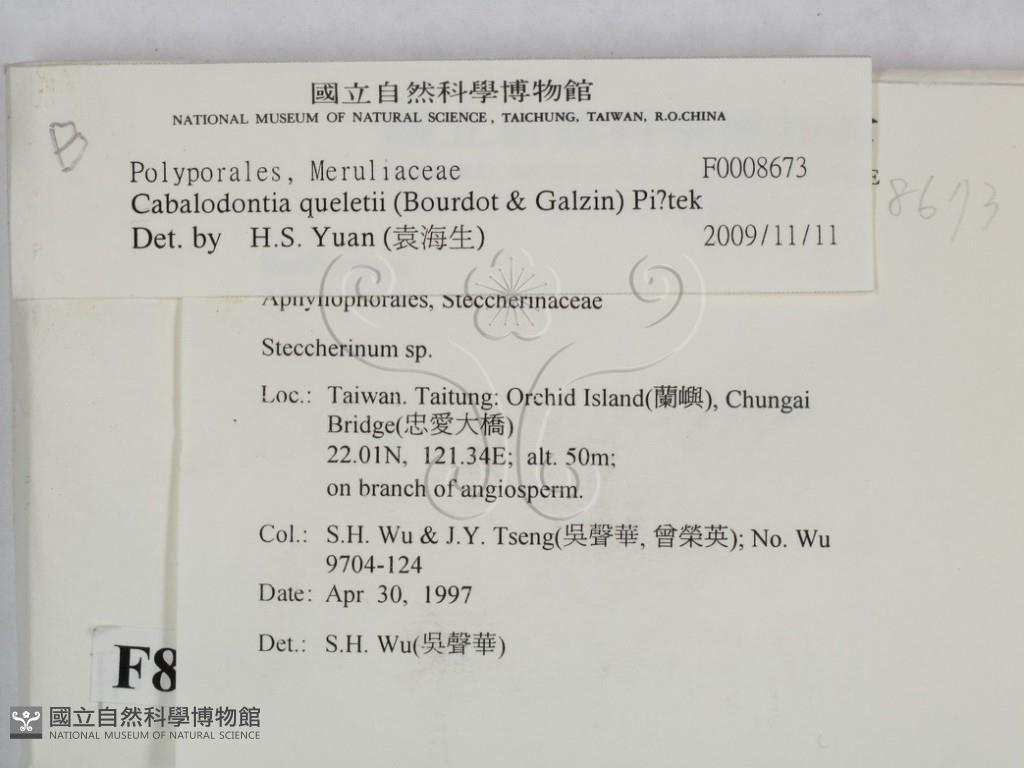 國立自然科學博物館
NATIONAL MUSEUM OF NATURAL SCIENCE, TAICHUNG, TAIWAN, R.O.CHINA
B
Polyporales, Meruliaceae F0008673
Cabalodontia queletii (Bourdot & Galzin) Pi?tek
Det. by H.S. Yuan (袁海生) 2009/11/11
E 8673
Aphyllophorales, Steccherinaceae
Steccherinum sp.
Loc.: Taiwan. Taitung: Orchid Island(蘭嶼), Chungai
Bridge(忠愛大橋)
22.01N, 121.34E; alt. 50m;
on branch of angiosperm.
Col.: S.H. Wu & J.Y. Tseng(吳聲華, 曾榮英); No. Wu
9704-124
Date: Apr 30, 1997
Det.: S.H. Wu(吳聲華)
F8
國立自然科學博物館
NATIONAL MUSEUM OF NATURAL SCIENCE